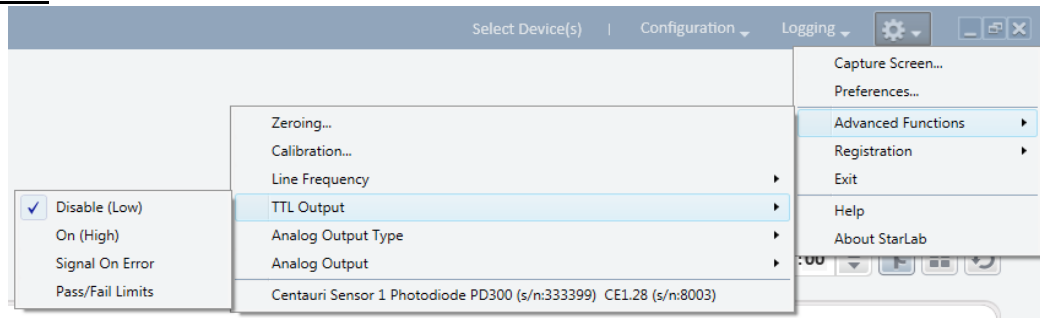 Select Device(s) | Configuration Logging
Capture Screen...
Preferences...
Advanced Functions
Registration
Exit
Help
About StarLab
Zeroing...
Calibration...
Line Frequency
TTL Output
Analog Output Type
Analog Output
Centauri Sensor 1 Photodiode PD300 (s/n:333399) CE1.28 (s/n:8003)
Disable (Low)
On (High)
Signal On Error
Pass/Fail Limits